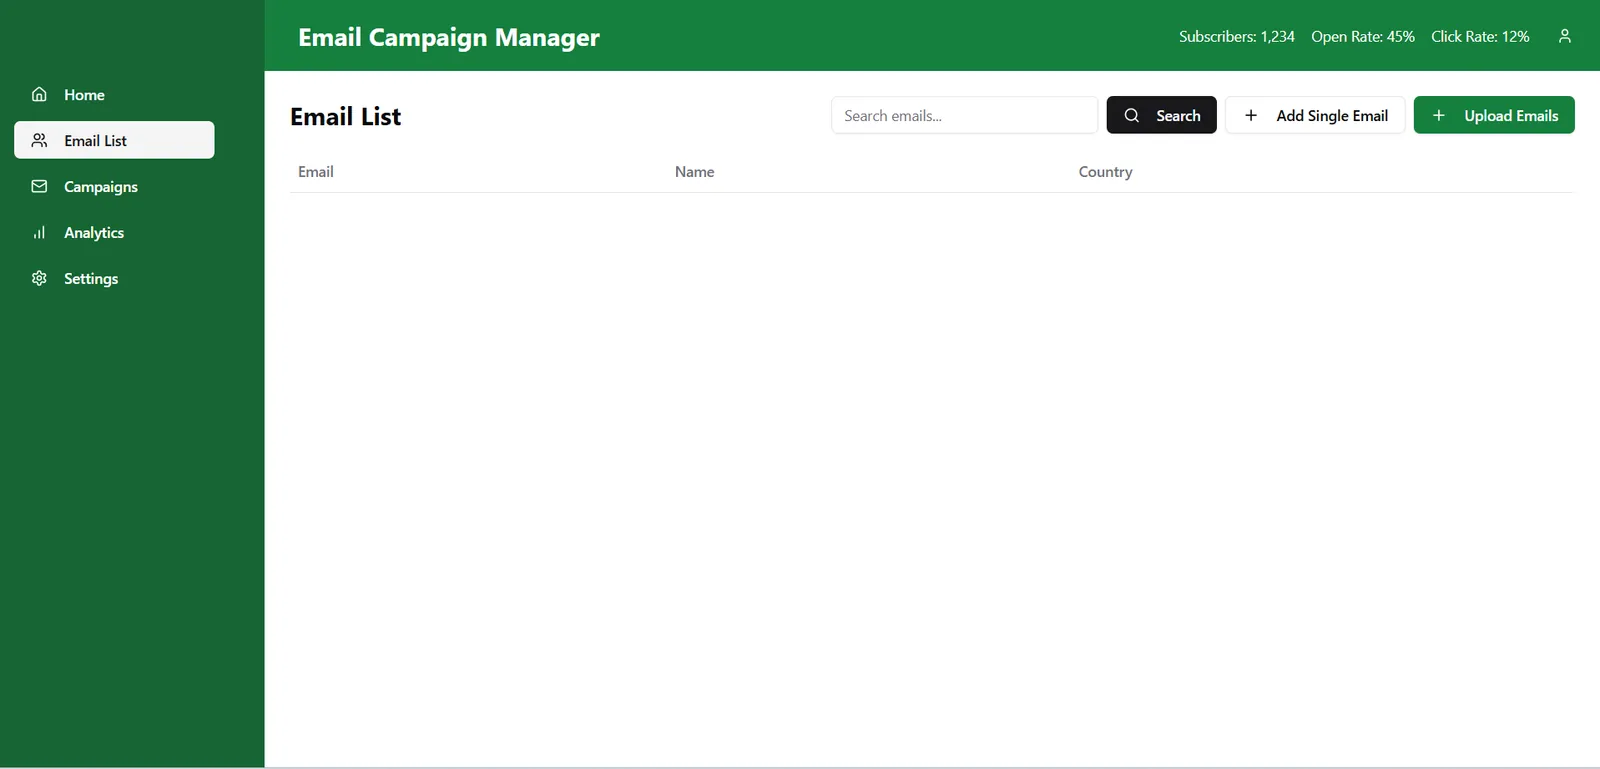 Email Campaign Manager
Subscribers: 1,234 Open Rate: 45% Click Rate: 12%
Home
Email List
Campaigns
Analytics
Settings
Email List
Search emails...
Search
Add Single Email
Upload Emails
Email Name Country